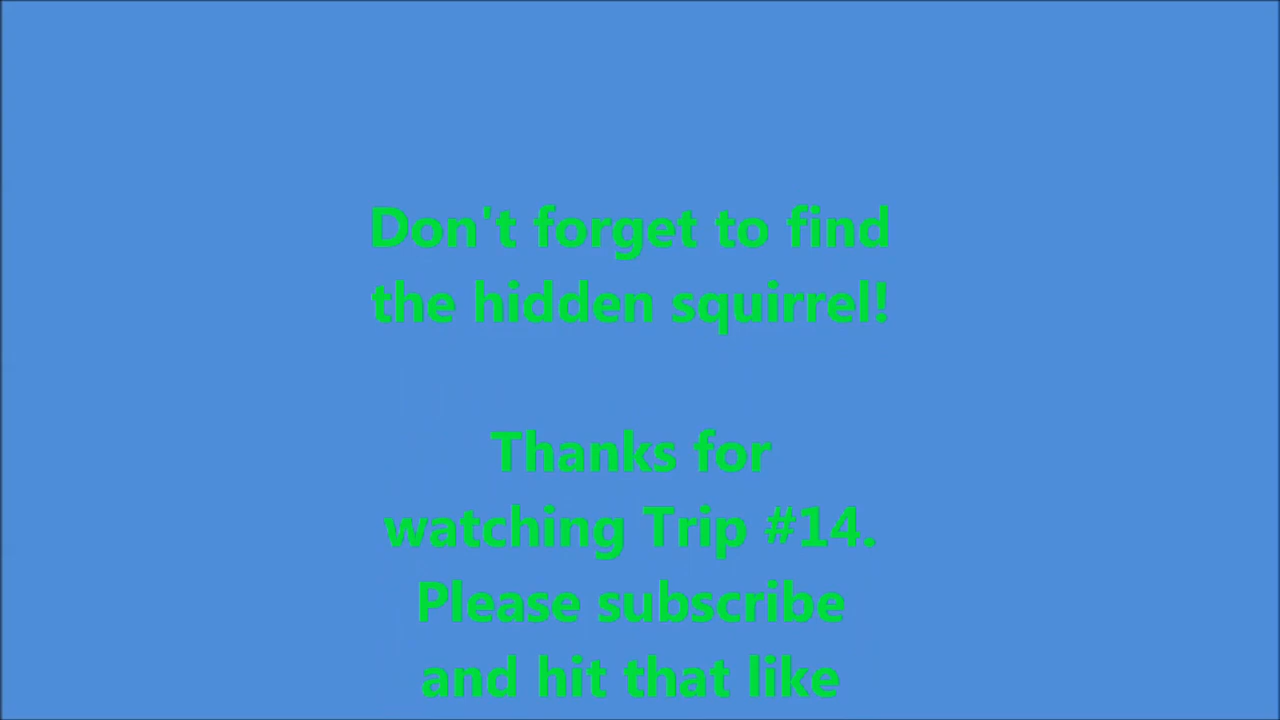 Don't forget to find
the hidden squirrel!
Thanks for
watching Trip #14.
Please subscribe
and hit that like